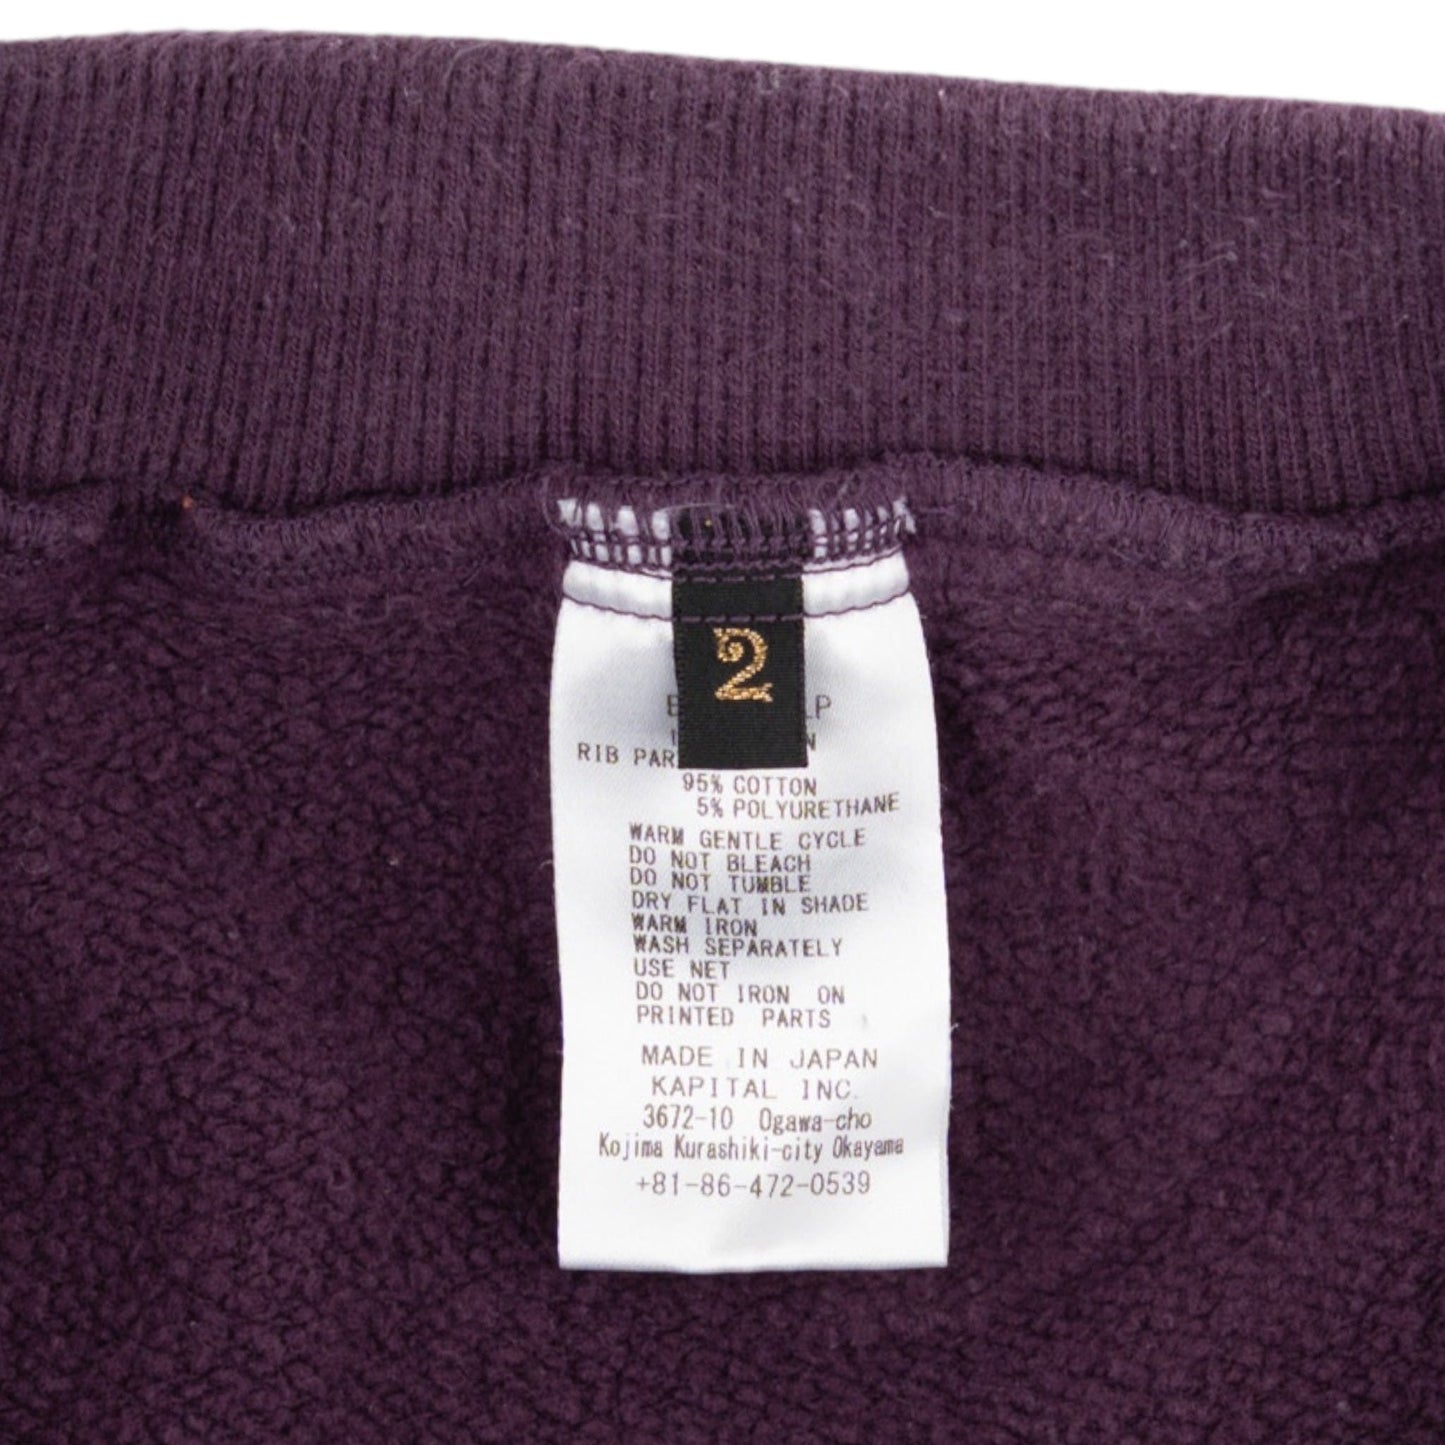 2
RIB
95% COTTON
5% POLYURETHANE
WARM GENTLE CYCLE
DO NOT BLEACH
DO NOT TUMBLE
DRY FLAT IN SHADE
WARM IRON
WASH SEPARATELY
USE NET
DO NOT IRON ON
PRINTED PARTS
MADE IN JAPAN
KAPITAL INC.
3672-10 Ogawa-cho
Kojima Kurashiki-city Okayama
+81-86-472-0539